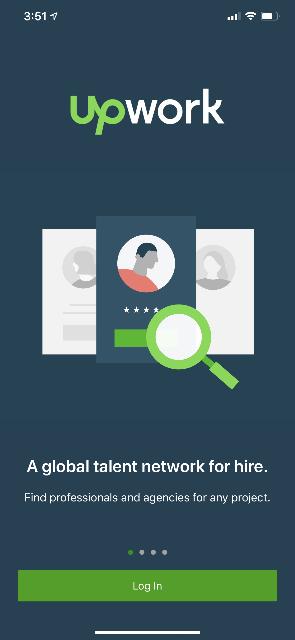 3:51
upwork
A global talent network for hire.
Find professionals and agencies for any project.
Log In